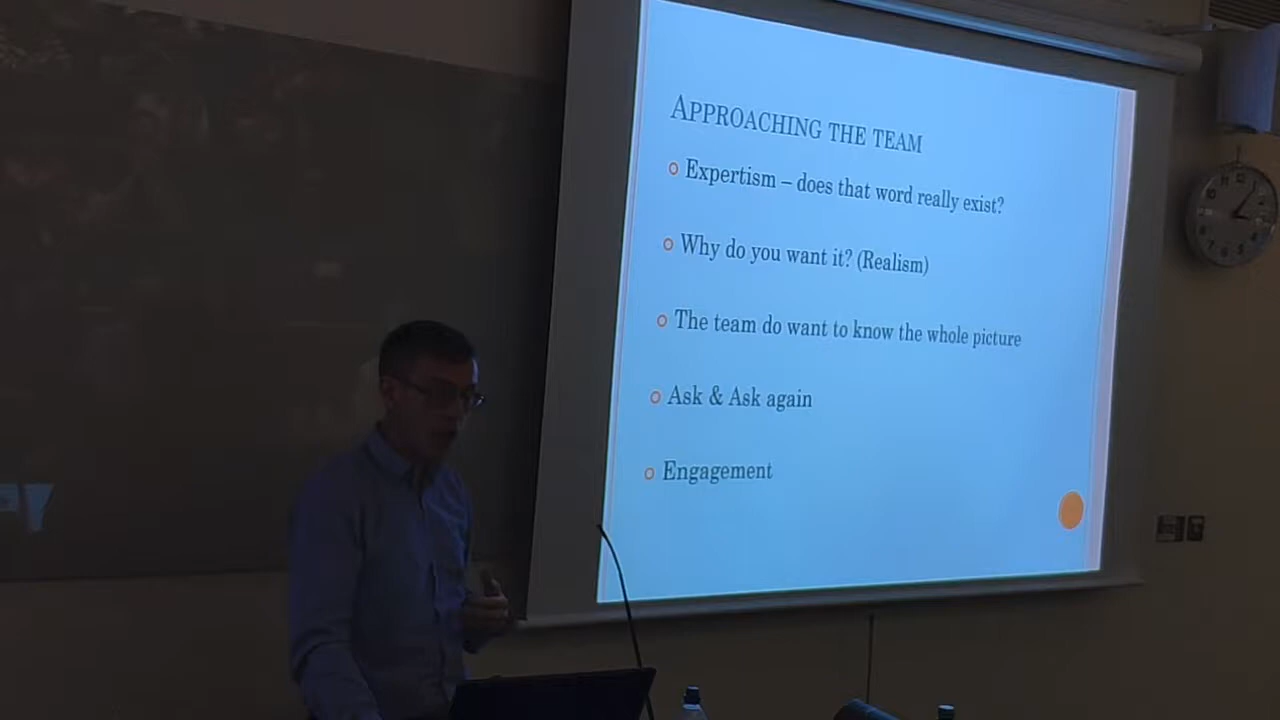 APPROACHING THE TEAM
Expertism – does that word really exist?
Why do you want it? (Realism)
The team do want to know the whole picture
Ask & Ask again
Engagement